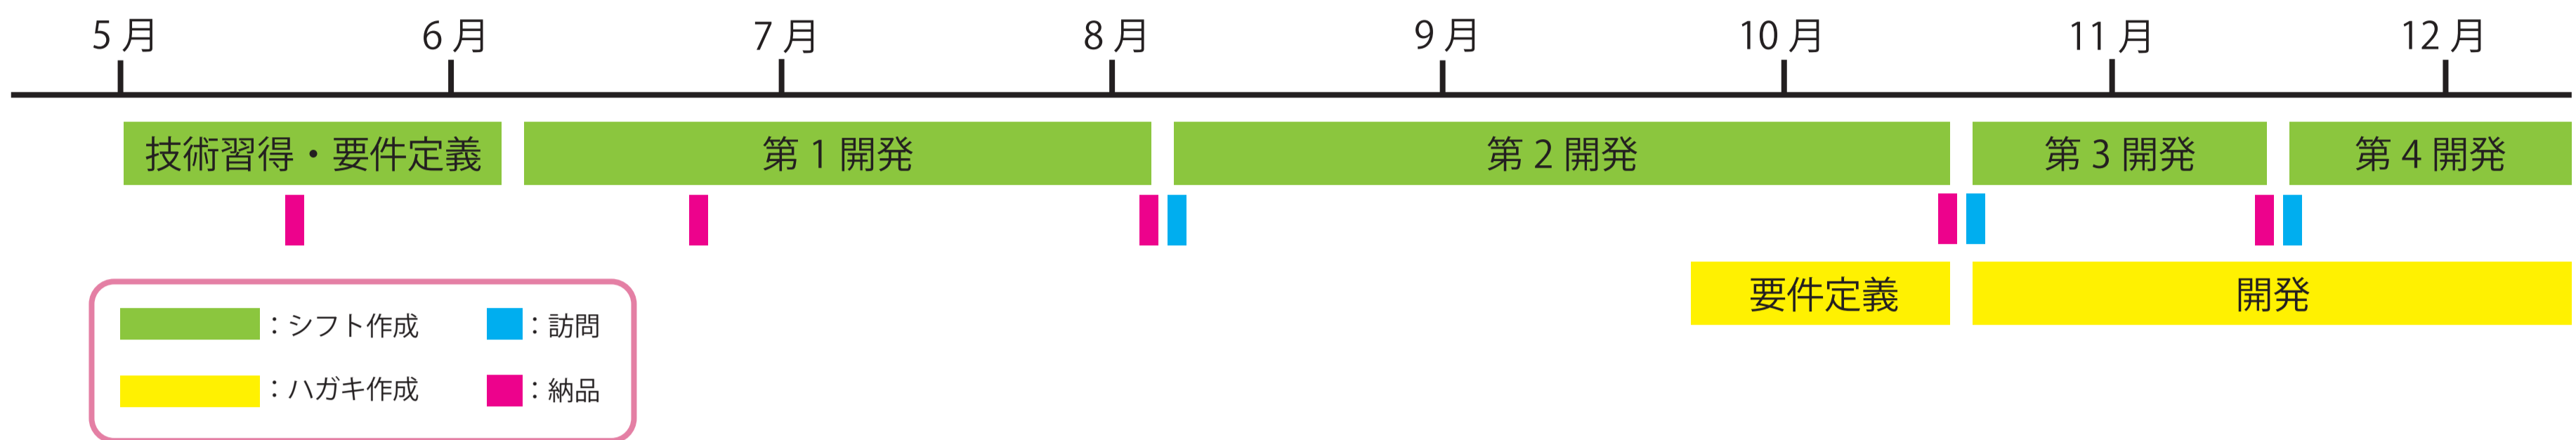 5月 6月 7月 8月 9月 10月 11月 12月
技術習得・要件定義 第1開発 第2開発 第3開発 第4開発
要件定義 開発
：シフト作成 ：訪問
：ハガキ作成 ：納品